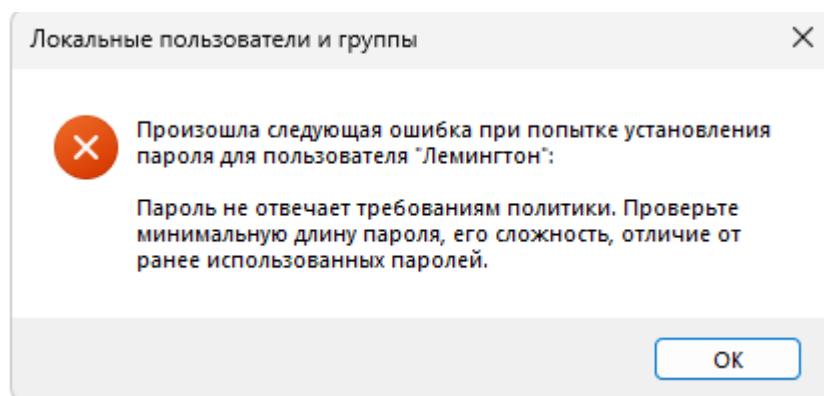 Локальные пользователи и группы
Произошла следующая ошибка при попытке установления
пароля для пользователя "Лемингтон":
Пароль не отвечает требованиям политики. Проверьте
минимальную длину пароля, его сложность, отличие от
ранее использованных паролей.
ОК